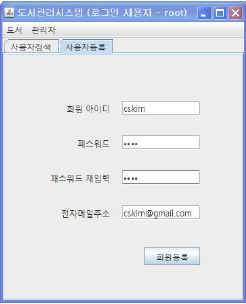 도서관리시스템 (로그인 사용자 - root)
도서 관리자
사용자검색 사용자등록
회원 아이디 cskim
패스워드 ••••
패스워드 재입력 ••••
전자메일주소 cskim@gmail.com
회원등록